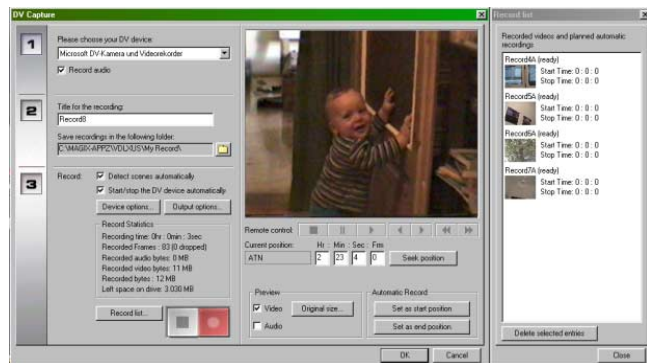 DV Capture
1
Please choose your DV device:
Microsoft DV-Kamera und Videorekorder
Record audio
2
Title for the recording:
Record8
Save recordings in the following folder:
C:\MAGIX-APPZ\VDLXUS\My Record\
3
Record:
Detect scenes automatically
Start/stop the DV device automatically
Device options...
Output options...
Record Statistics
Recording time: 0hr : 0min : 3sec
Recorded Frames : 83 (0 dropped)
Recorded audio bytes: 0 MB
Recorded video bytes: 11 MB
Recorded bytes : 12 MB
Left space on drive: 3.030 MB
Record list...
Remote control:
Current position:
Hr : Min : Sec : Frm
ATN
2 23 4 0
Seek position
Preview
Video
Original size...
Audio
Automatic Record
Set as start position
Set as end position
OK
Cancel
Record list
Recorded videos and planned automatic
recordings
Record4A (ready)
Start Time: 0 : 0 : 0
Stop Time: 0 : 0 : 0
Record5A (ready)
Start Time: 0 : 0 : 0
Stop Time: 0 : 0 : 0
Record6A (ready)
Start Time: 0 : 0 : 0
Stop Time: 0 : 0 : 0
Record7A (ready)
Start Time: 0 : 0 : 0
Stop Time: 0 : 0 : 0
Delete selected entries
Close